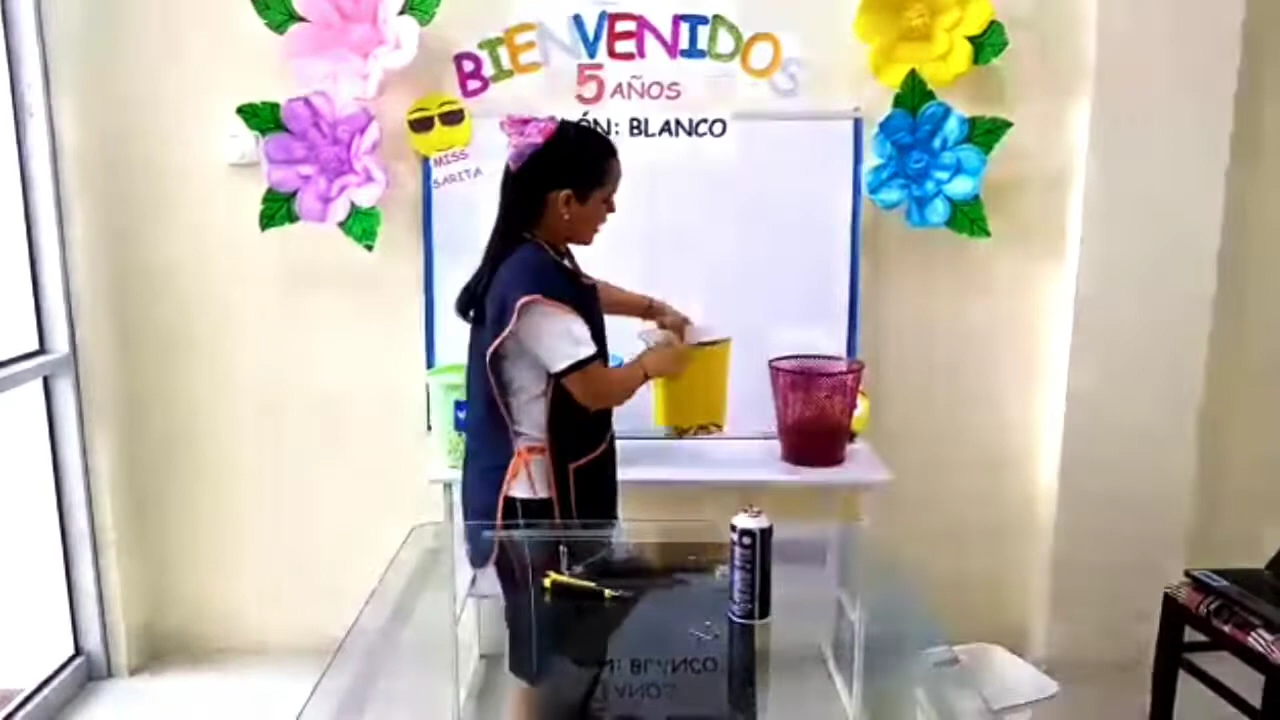 BIENVENIDOS
5 AÑOS
ÓN: BLANCO
MISS
SARITA